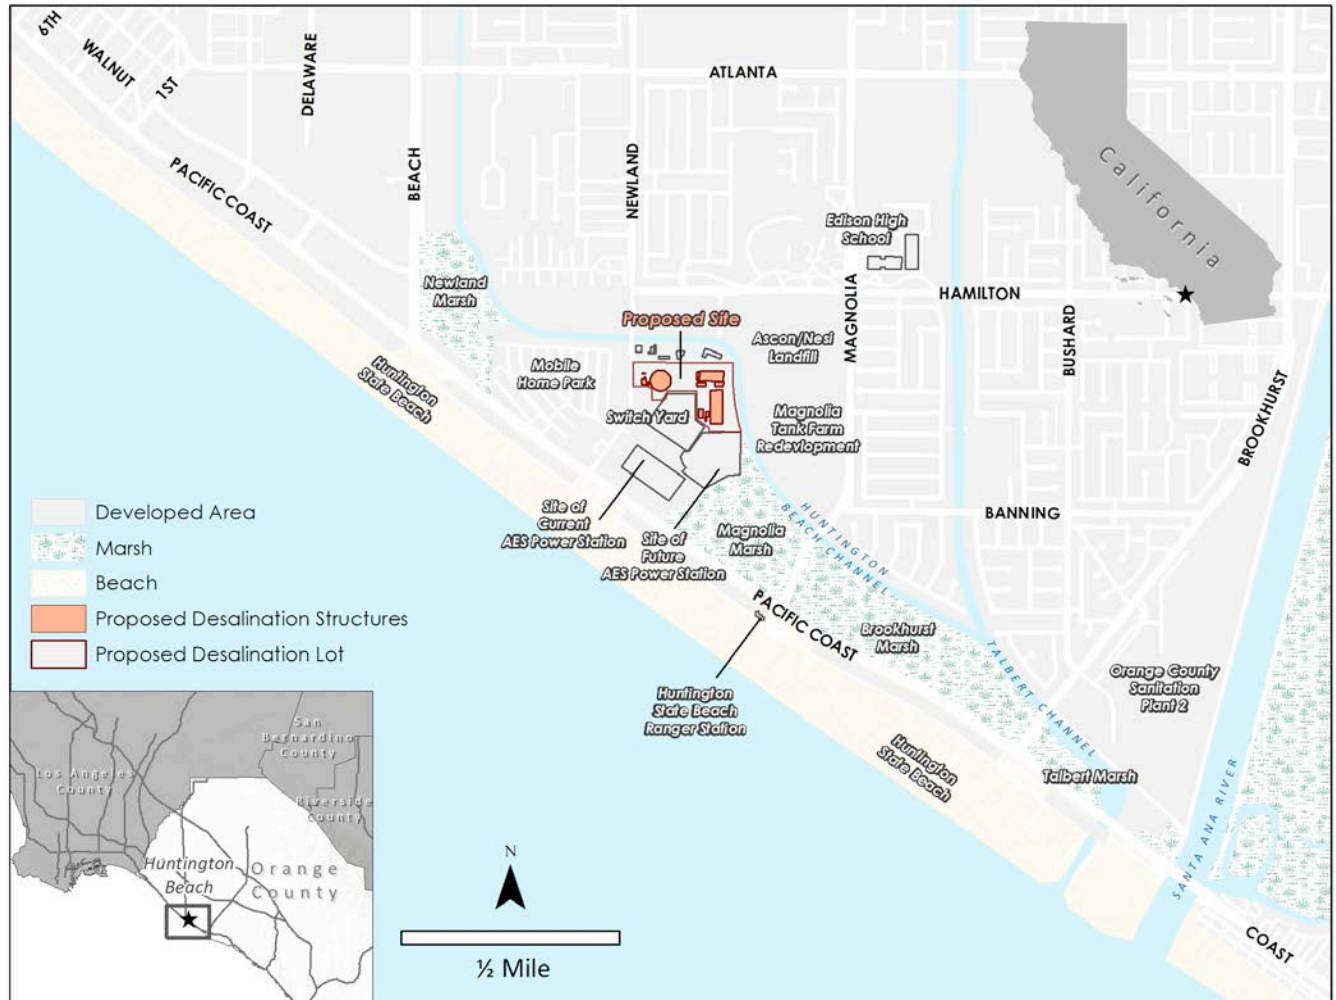 6TH
WALNUT
1ST
DELAWARE
ATLANTA
PACIFIC COAST
BEACH
NEWLAND
California
Edison High
School
MAGNOLIA
HAMILTON
BUSHARD
BROOKHURST
Newland
Marsh
Proposed Site
Ascon/Nesi
Landfill
Mobile
Home Park
Huntington
State Beach
Switch Yard
Magnolia
Tank Farm
Redevlopment
Developed Area
Marsh
Beach
Proposed Desalination Structures
Proposed Desalination Lot
Site of
Current
AES Power Station
Site of
Future
AES Power Station
Magnolia
Marsh
HUNTINGTON
BEACH CHANNEL
BANNING
PACIFIC COAST
Brookhurst
Marsh
TALBERT CHANNEL
Orange County
Sanitation
Plant 2
Huntington
State Beach
Ranger Station
Huntington
State Beach
Talbert Marsh
SANTA ANA RIVER
COAST
San
Bernardino
County
Los Angeles
County
Riverside
County
Huntington
Beach
Orange
County
N
½ Mile